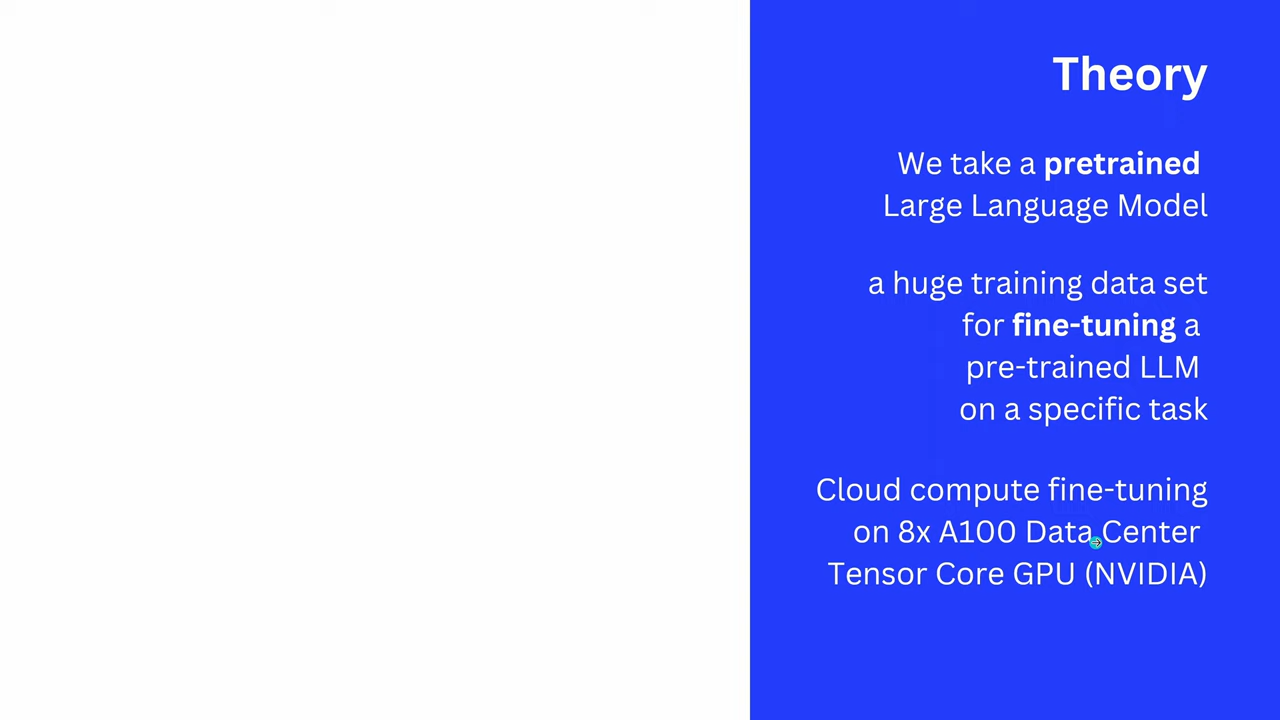 Theory
We take a pretrained
Large Language Model
a huge training data set
for fine-tuning a
pre-trained LLM
on a specific task
Cloud compute fine-tuning
on 8x A100 Data Center
Tensor Core GPU (NVIDIA)